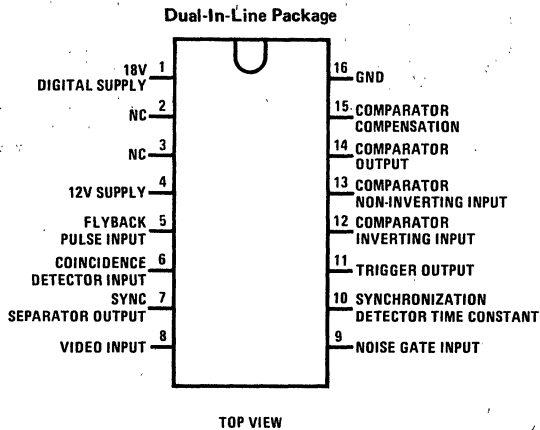 Dual-In-Line Package
18V 1
DIGITAL SUPPLY
NC 2
NC 3
12V SUPPLY 4
FLYBACK 5
PULSE INPUT
COINCIDENCE 6
DETECTOR INPUT
SYNC 7
SEPARATOR OUTPUT
VIDEO INPUT 8
16 GND
15 COMPARATOR
COMPENSATION
14 COMPARATOR
OUTPUT
13 COMPARATOR
NON-INVERTING INPUT
12 COMPARATOR
INVERTING INPUT
11 TRIGGER OUTPUT
10 SYNCHRONIZATION
DETECTOR TIME CONSTANT
9 NOISE GATE INPUT
TOP VIEW